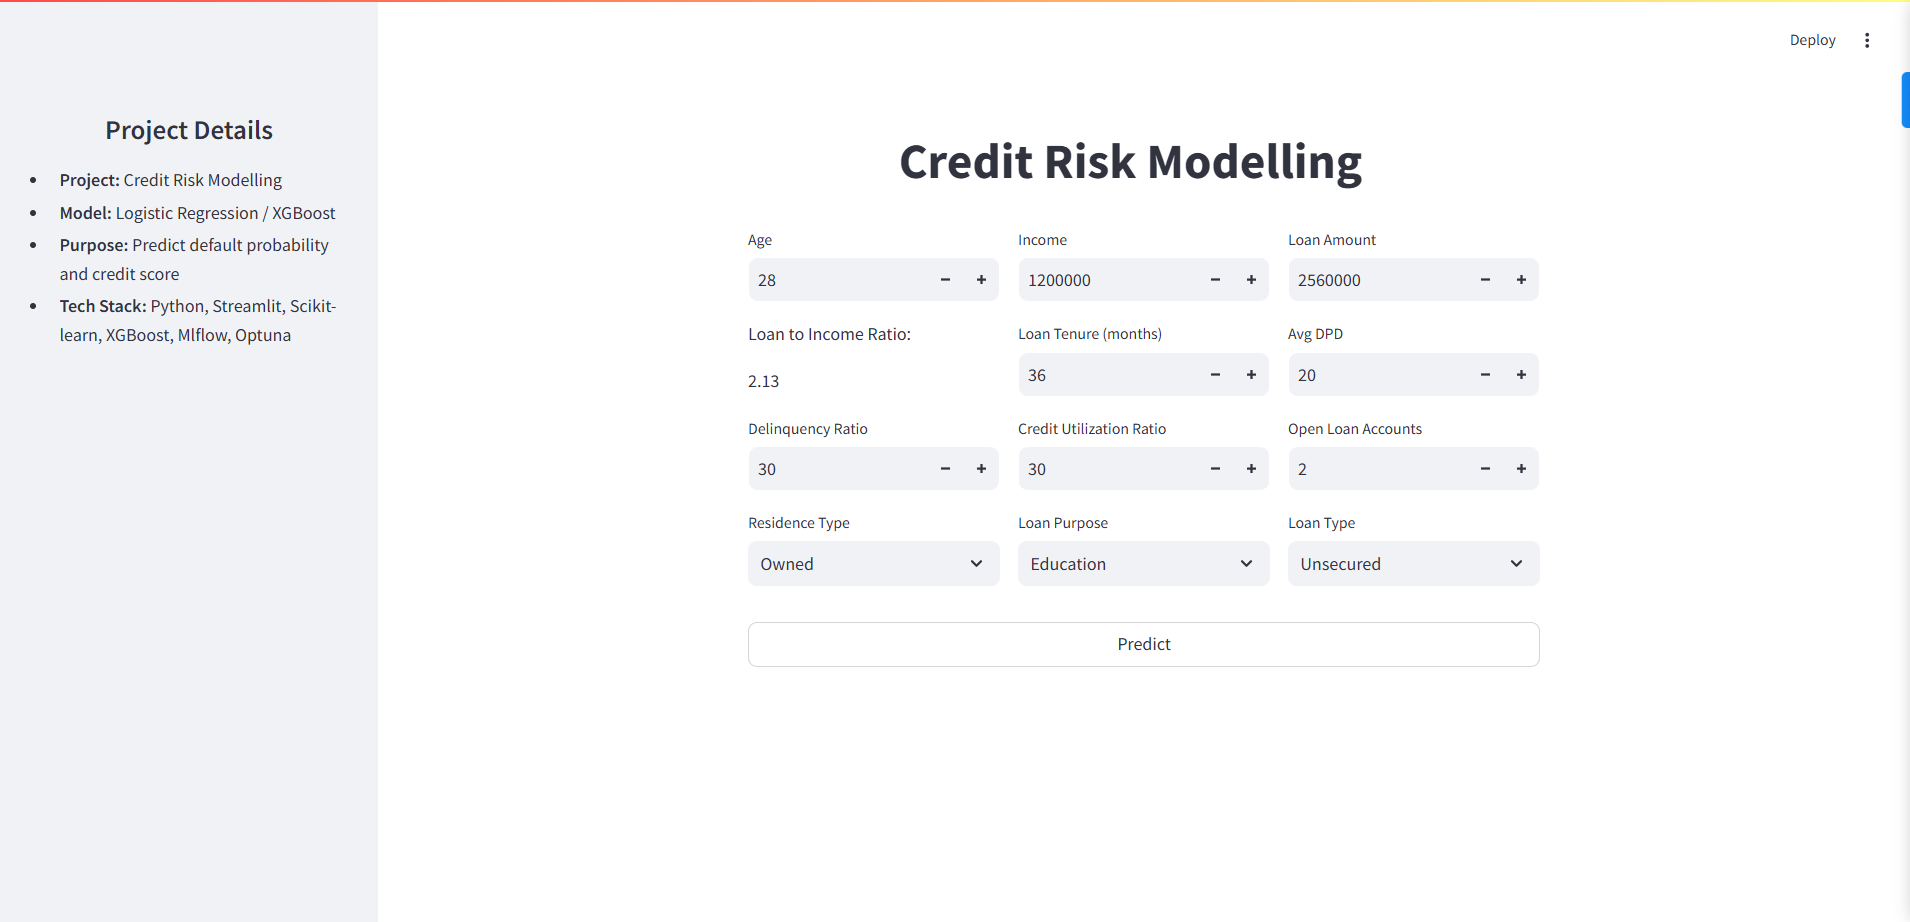 Deploy
Project Details
Project: Credit Risk Modelling
Model: Logistic Regression / XGBoost
Purpose: Predict default probability
and credit score
Tech Stack: Python, Streamlit, Scikit-
learn, XGBoost, Mlflow, Optuna
Credit Risk Modelling
Age Income Loan Amount
28 1200000 2560000
Loan to Income Ratio: Loan Tenure (months) Avg DPD
2.13 36 20
Delinquency Ratio Credit Utilization Ratio Open Loan Accounts
30 30 2
Residence Type Loan Purpose Loan Type
Owned Education Unsecured
Predict